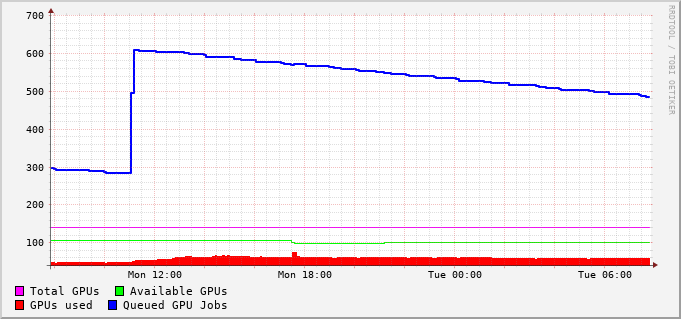 700
600
500
400
300
200
100
Mon 12:00 Mon 18:00 Tue 00:00 Tue 06:00
Total GPUs Available GPUs
GPUs used Queued GPU Jobs
RRDTOOL / TOBI OETIKER